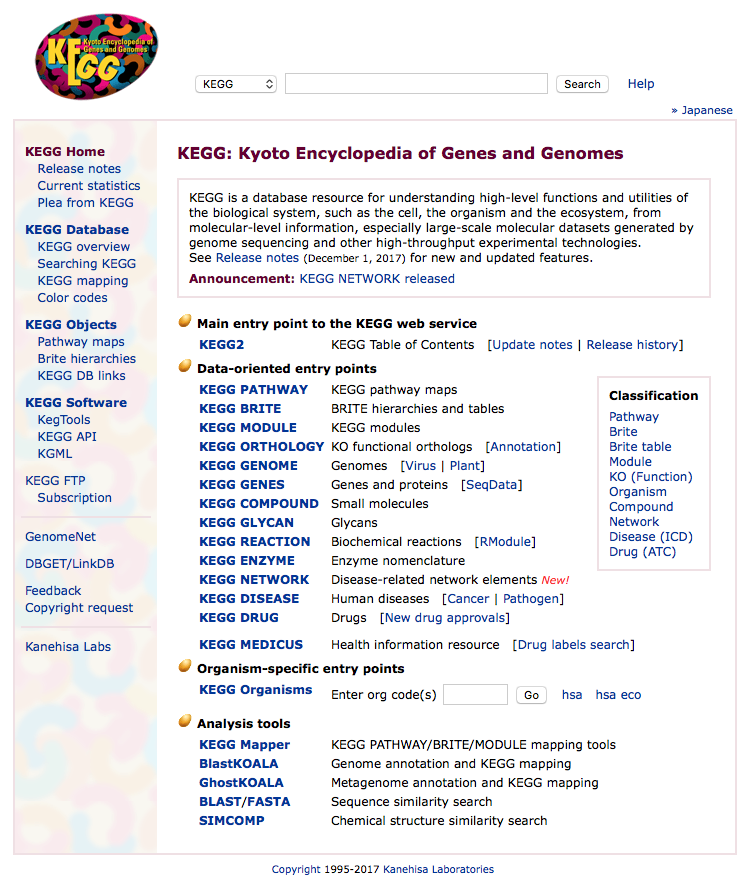 Kyoto Encyclopedia of
Genes and Genomes
KEGG
KEGG Search Help
» Japanese
KEGG Home
Release notes
Current statistics
Plea from KEGG
KEGG Database
KEGG overview
Searching KEGG
KEGG mapping
Color codes
KEGG Objects
Pathway maps
Brite hierarchies
KEGG DB links
KEGG Software
KegTools
KEGG API
KGML
KEGG FTP
Subscription
GenomeNet
DBGET/LinkDB
Feedback
Copyright request
Kanehisa Labs
KEGG: Kyoto Encyclopedia of Genes and Genomes
KEGG is a database resource for understanding high-level functions and utilities of
the biological system, such as the cell, the organism and the ecosystem, from
molecular-level information, especially large-scale molecular datasets generated by
genome sequencing and other high-throughput experimental technologies.
See Release notes (December 1, 2017) for new and updated features.
Announcement: KEGG NETWORK released
Main entry point to the KEGG web service
KEGG2 KEGG Table of Contents [Update notes | Release history]
Data-oriented entry points
KEGG PATHWAY KEGG pathway maps
KEGG BRITE BRITE hierarchies and tables
KEGG MODULE KEGG modules
KEGG ORTHOLOGY KO functional orthologs [Annotation]
KEGG GENOME Genomes [Virus | Plant]
KEGG GENES Genes and proteins [SeqData]
KEGG COMPOUND Small molecules
KEGG GLYCAN Glycans
KEGG REACTION Biochemical reactions [RModule]
KEGG ENZYME Enzyme nomenclature
KEGG NETWORK Disease-related network elements New!
KEGG DISEASE Human diseases [Cancer | Pathogen]
KEGG DRUG Drugs [New drug approvals]
KEGG MEDICUS Health information resource [Drug labels search]
Classification
Pathway
Brite
Brite table
Module
KO (Function)
Organism
Compound
Network
Disease (ICD)
Drug (ATC)
Organism-specific entry points
KEGG Organisms Enter org code(s) Go hsa hsa eco
Analysis tools
KEGG Mapper KEGG PATHWAY/BRITE/MODULE mapping tools
BlastKOALA Genome annotation and KEGG mapping
GhostKOALA Metagenome annotation and KEGG mapping
BLAST/FASTA Sequence similarity search
SIMCOMP Chemical structure similarity search
Copyright 1995-2017 Kanehisa Laboratories